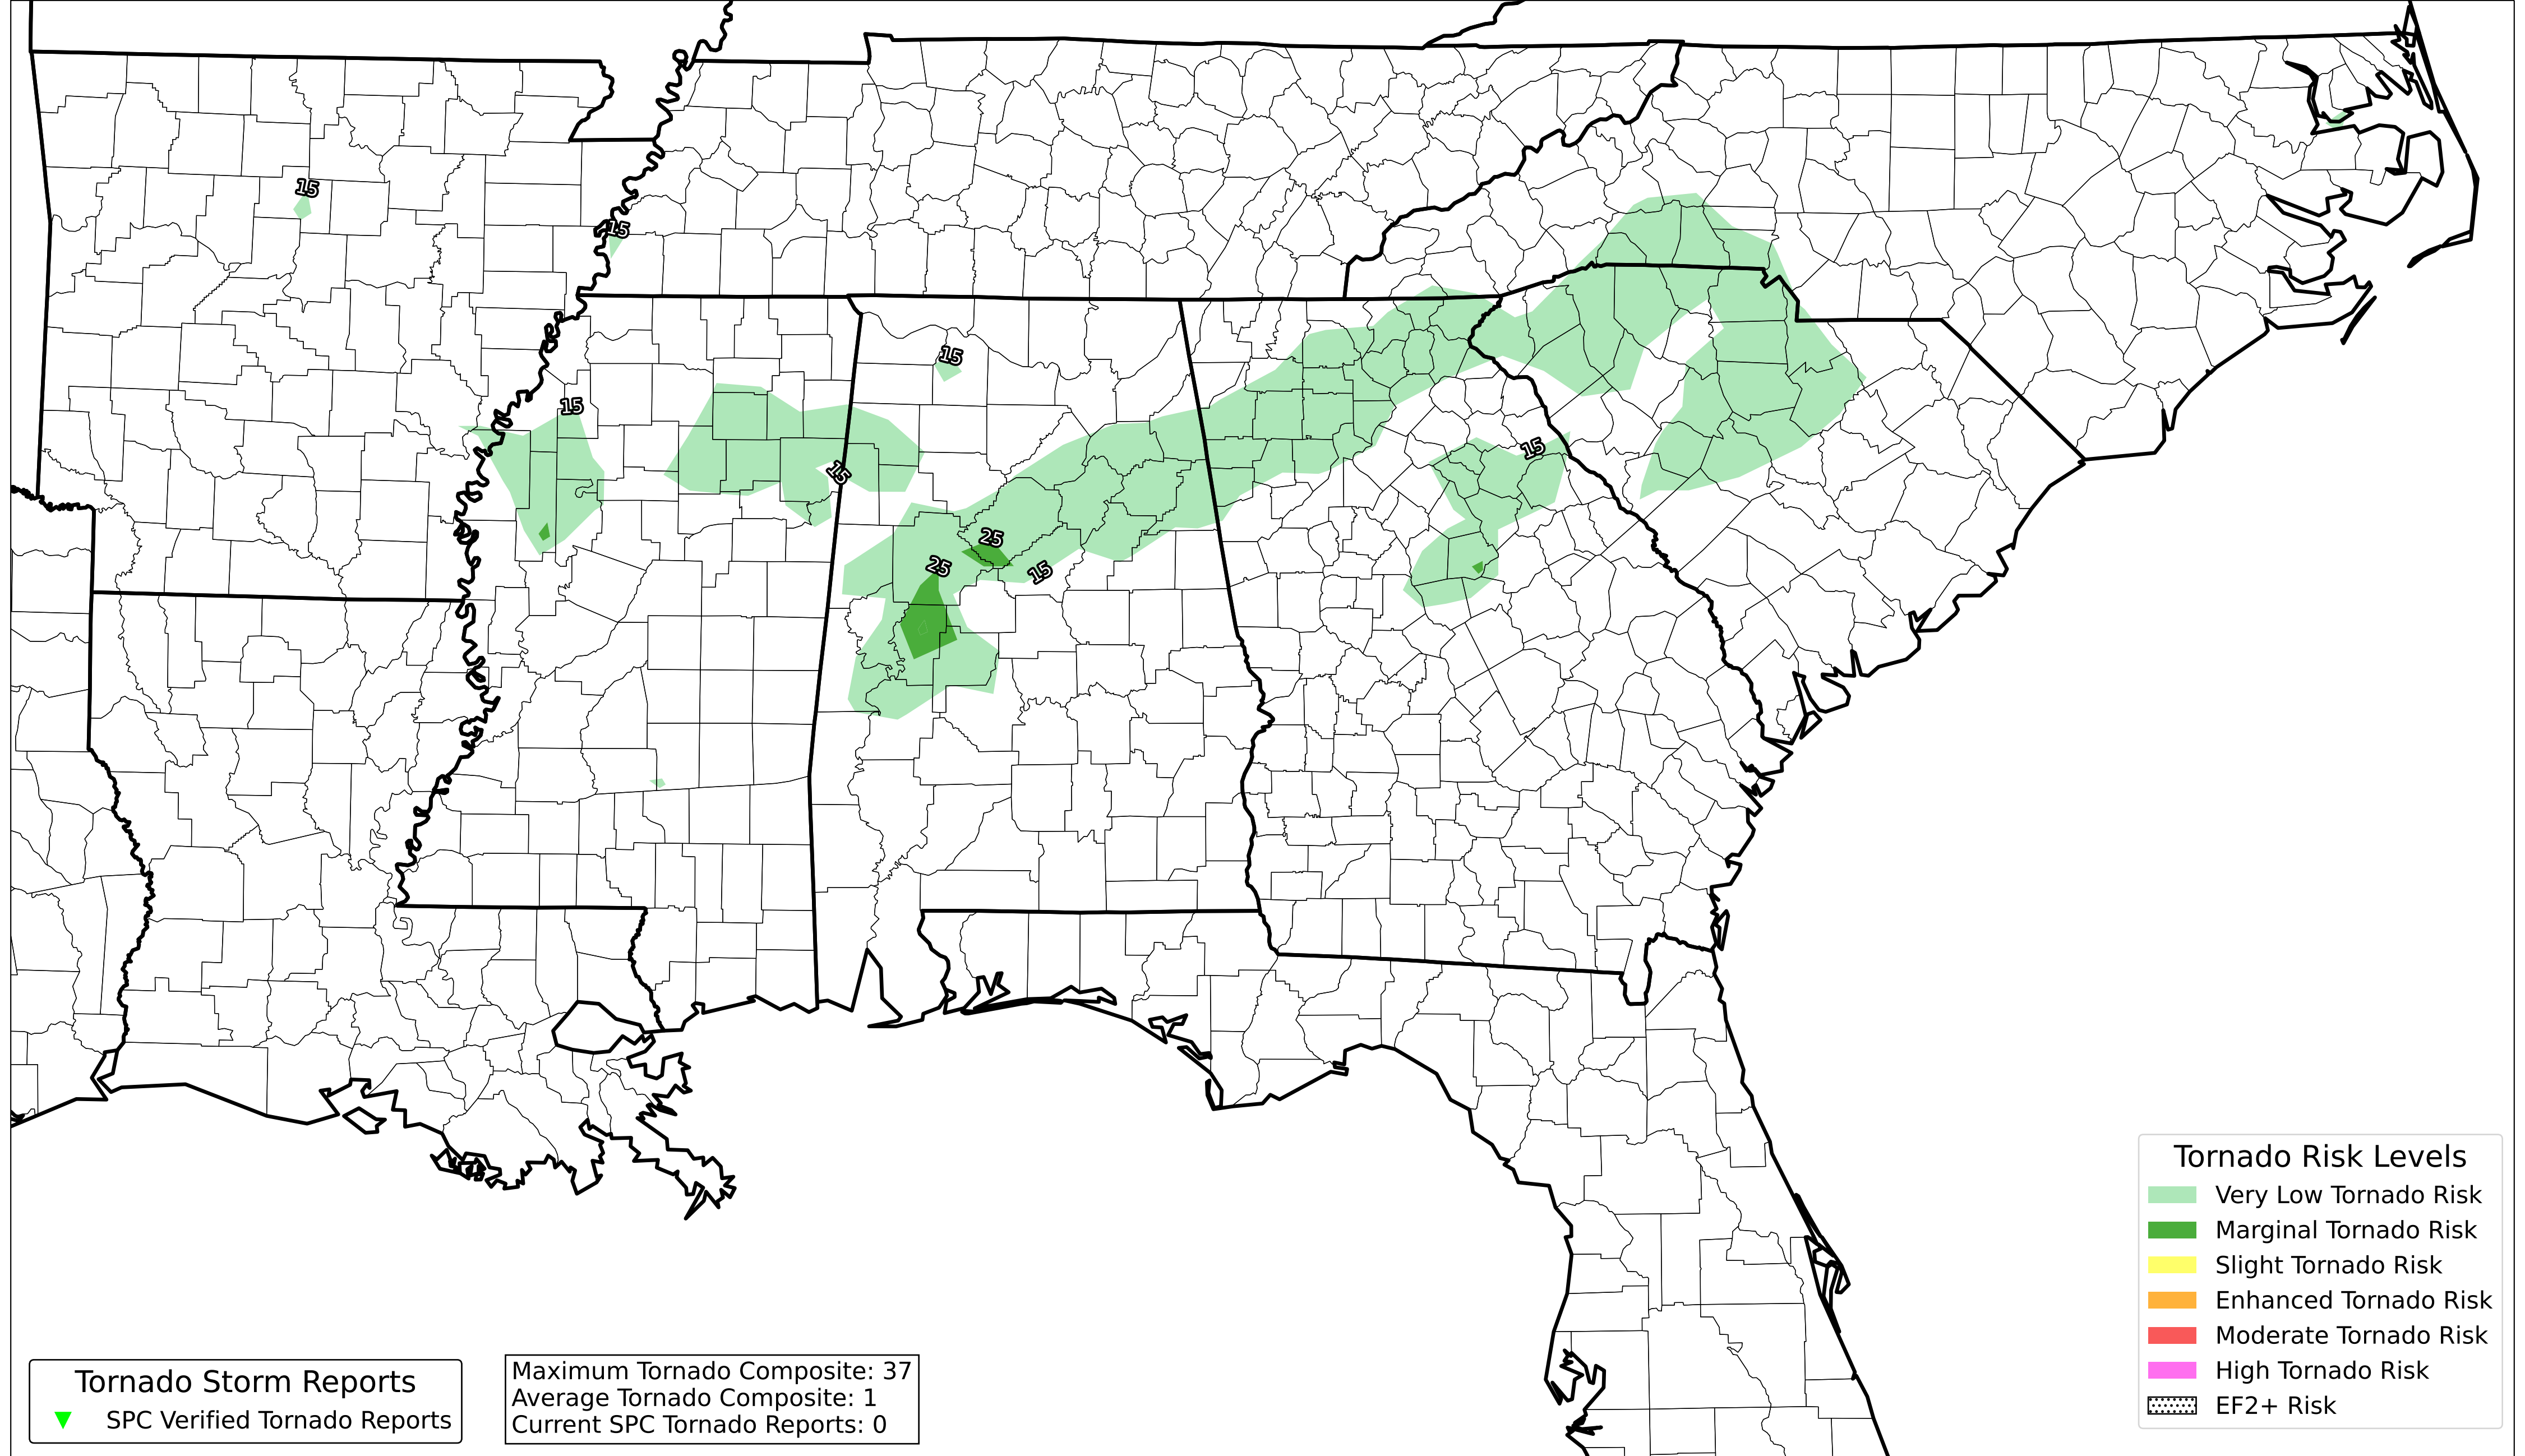 15
15
15
15
15
15
25
25
15
Tornado Risk Levels
Very Low Tornado Risk
Marginal Tornado Risk
Slight Tornado Risk
Enhanced Tornado Risk
Moderate Tornado Risk
High Tornado Risk
EF2+ Risk
Tornado Storm Reports
SPC Verified Tornado Reports
Maximum Tornado Composite: 37
Average Tornado Composite: 1
Current SPC Tornado Reports: 0